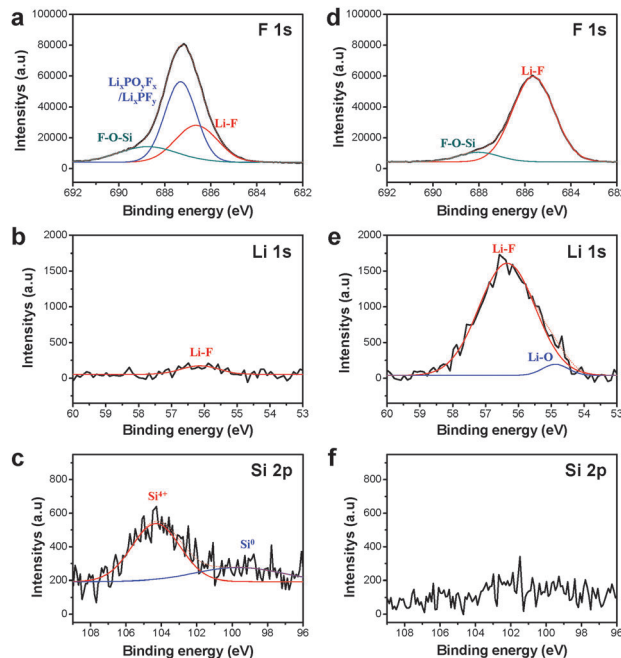 a
F 1s
Intensitys (a.u)
100000
80000
60000
40000
20000
0
LiₓPOᵧFₓ
/LiₓPFᵧ
Li-F
F-O-Si
692 690 688 686 684 682
Binding energy (eV)
d
F 1s
Intensitys (a.u)
100000
80000
60000
40000
20000
0
Li-F
F-O-Si
692 690 688 686 684 682
Binding energy (eV)
b
Li 1s
Intensitys (a.u)
2000
1500
1000
500
0
Li-F
60 59 58 57 56 55 54 53
Binding energy (eV)
e
Li 1s
Intensitys (a.u)
2000
1500
1000
500
0
Li-F
Li-O
60 59 58 57 56 55 54 53
Binding energy (eV)
c
Si 2p
Intensitys (a.u)
800
600
400
200
0
Si⁴⁺
Si⁰
108 106 104 102 100 98 96
Binding energy (eV)
f
Si 2p
Intensitys (a.u)
800
600
400
200
0
108 106 104 102 100 98 96
Binding energy (eV)